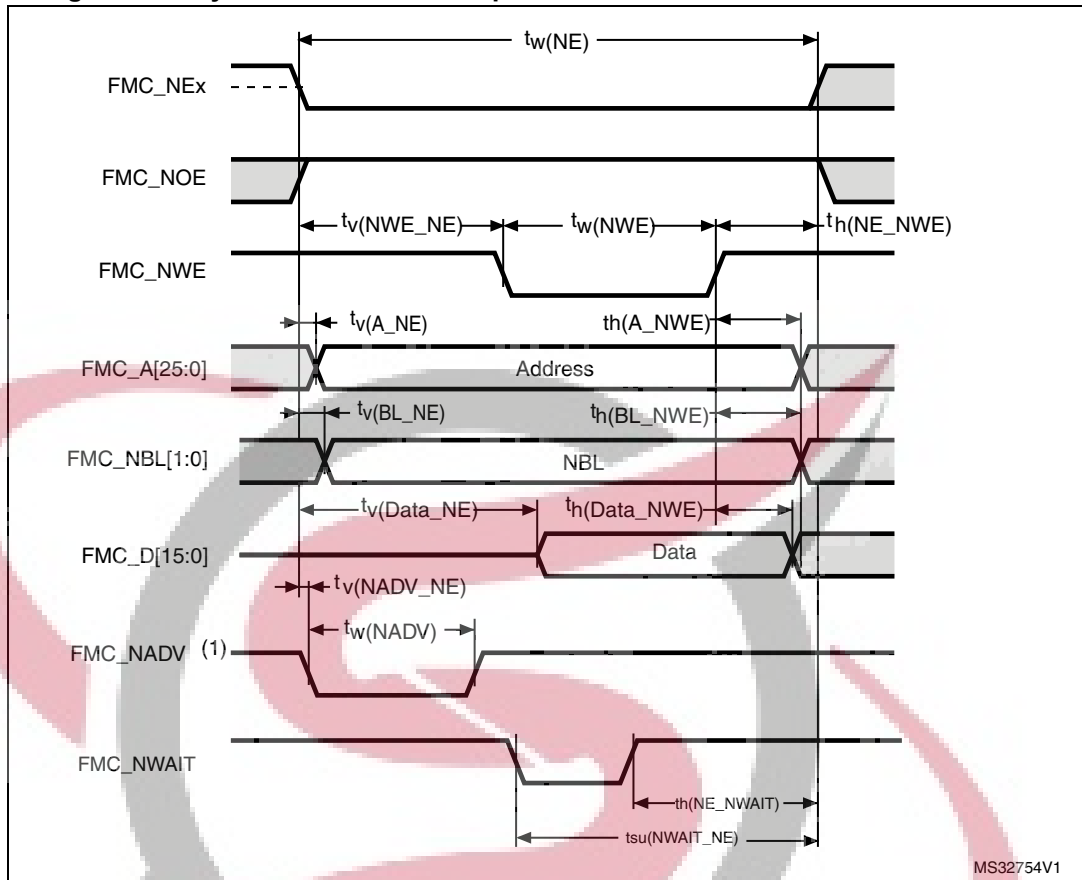 tw(NE)
FMC_NEx
FMC_NOE
tv(NWE_NE)
tw(NWE)
th(NE_NWE)
FMC_NWE
tv(A_NE)
th(A_NWE)
FMC_A[25:0]
Address
tv(BL_NE)
th(BL_NWE)
FMC_NBL[1:0]
NBL
tv(Data_NE)
th(Data_NWE)
FMC_D[15:0]
Data
tv(NADV_NE)
tw(NADV)
FMC_NADV (1)
FMC_NWAIT
th(NE_NWAIT)
tsu(NWAIT_NE)
MS32754V1